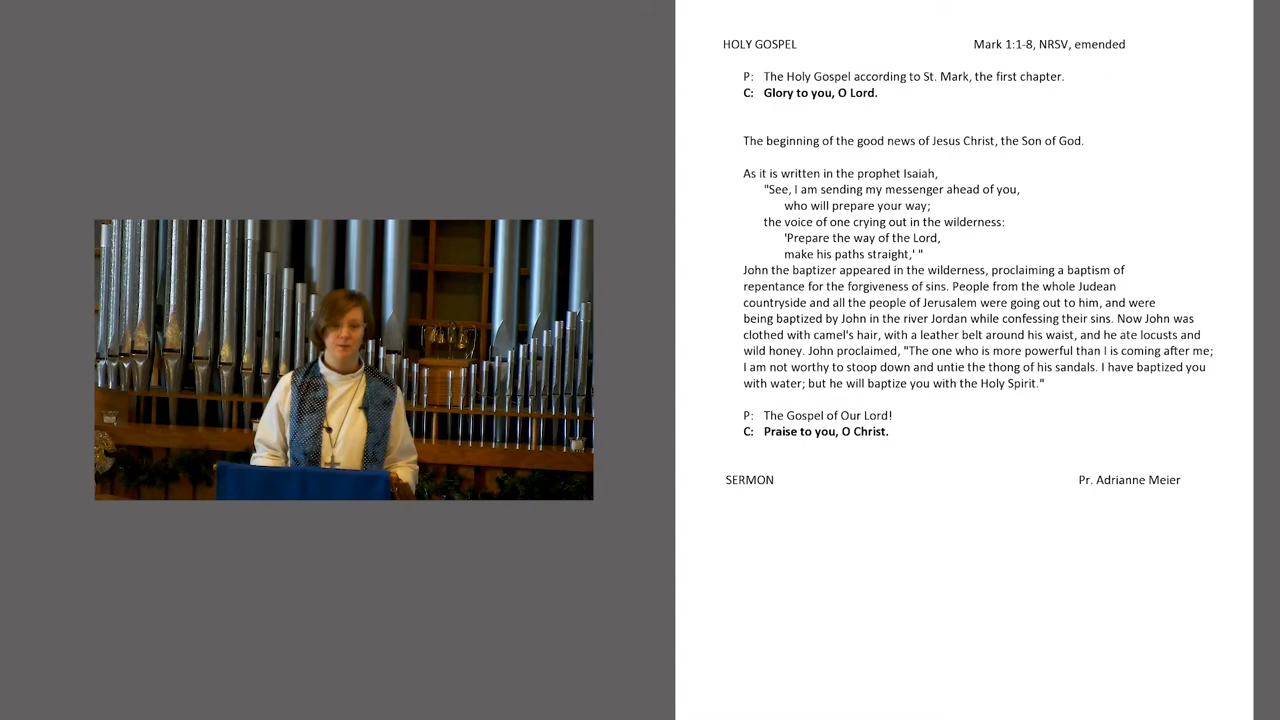 HOLY GOSPEL Mark 1:1-8, NRSV, emended
P: The Holy Gospel according to St. Mark, the first chapter.
C: Glory to you, O Lord.
The beginning of the good news of Jesus Christ, the Son of God.
As it is written in the prophet Isaiah,
"See, I am sending my messenger ahead of you,
who will prepare your way;
the voice of one crying out in the wilderness:
'Prepare the way of the Lord,
make his paths straight,' "
John the baptizer appeared in the wilderness, proclaiming a baptism of
repentance for the forgiveness of sins. People from the whole Judean
countryside and all the people of Jerusalem were going out to him, and were
being baptized by John in the river Jordan while confessing their sins. Now John was
clothed with camel's hair, with a leather belt around his waist, and he ate locusts and
wild honey. John proclaimed, "The one who is more powerful than I is coming after me;
I am not worthy to stoop down and untie the thong of his sandals. I have baptized you
with water; but he will baptize you with the Holy Spirit."
P: The Gospel of Our Lord!
C: Praise to you, O Christ.
SERMON Pr. Adrianne Meier